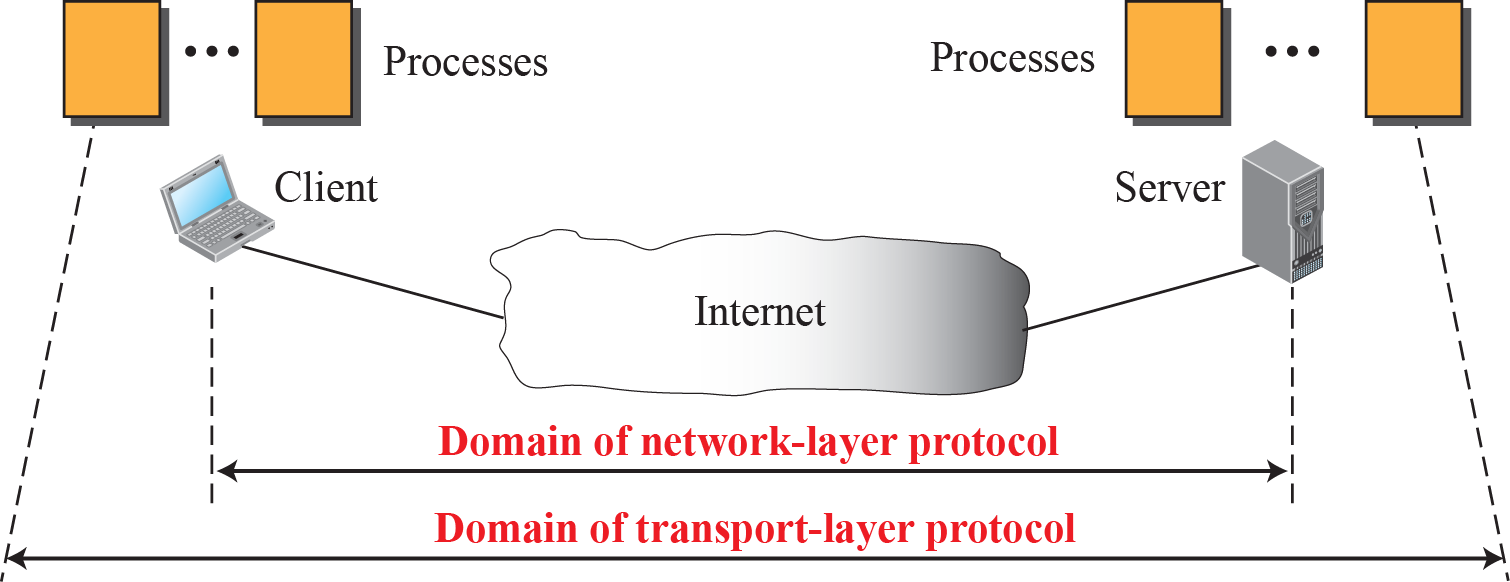 Processes
Processes
Client
Server
Internet
Domain of network-layer protocol
Domain of transport-layer protocol